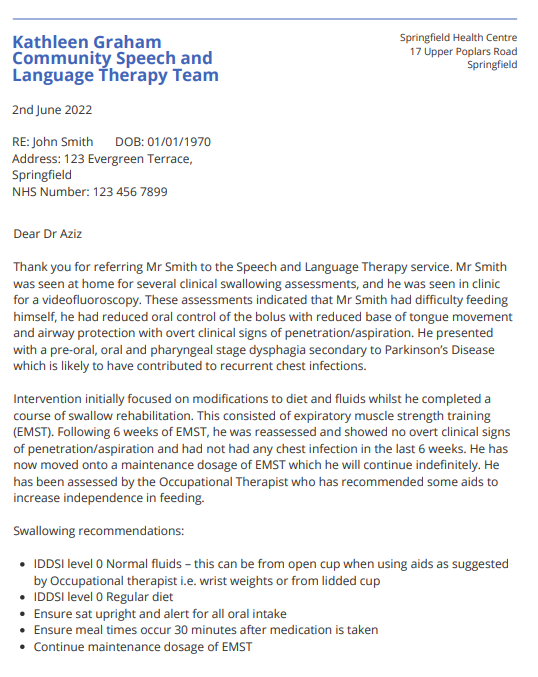 Kathleen Graham
Community Speech and
Language Therapy Team
Springfield Health Centre
17 Upper Poplars Road
Springfield
2nd June 2022
RE: John Smith DOB: 01/01/1970
Address: 123 Evergreen Terrace,
Springfield
NHS Number: 123 456 7899
Dear Dr Aziz
Thank you for referring Mr Smith to the Speech and Language Therapy service. Mr Smith
was seen at home for several clinical swallowing assessments, and he was seen in clinic
for a videofluoroscopy. These assessments indicated that Mr Smith had difficulty feeding
himself, he had reduced oral control of the bolus with reduced base of tongue movement
and airway protection with overt clinical signs of penetration/aspiration. He presented
with a pre-oral, oral and pharyngeal stage dysphagia secondary to Parkinson's Disease
which is likely to have contributed to recurrent chest infections.
Intervention initially focused on modifications to diet and fluids whilst he completed a
course of swallow rehabilitation. This consisted of expiratory muscle strength training
(EMST). Following 6 weeks of EMST, he was reassessed and showed no overt clinical signs
of penetration/aspiration and had not had any chest infection in the last 6 weeks. He has
now moved onto a maintenance dosage of EMST which he will continue indefinitely. He
has been assessed by the Occupational Therapist who has recommended some aids to
increase independence in feeding.
Swallowing recommendations:
• IDDSI level 0 Normal fluids – this can be from open cup when using aids as suggested
by Occupational therapist i.e. wrist weights or from lidded cup
• IDDSI level 0 Regular diet
• Ensure sat upright and alert for all oral intake
• Ensure meal times occur 30 minutes after medication is taken
• Continue maintenance dosage of EMST